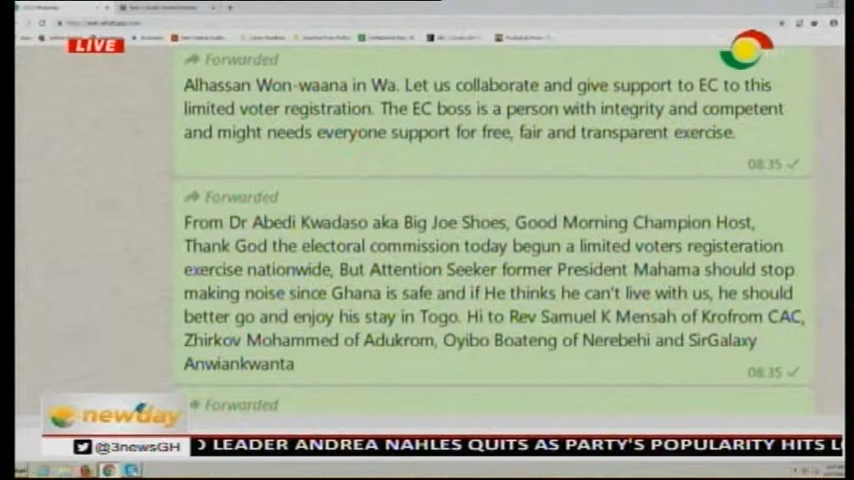 LIVE
Forwarded
Alhassan Won-waana in Wa. Let us collaborate and give support to EC to this
limited voter registration. The EC boss is a person with integrity and competent
and might needs everyone support for free, fair and transparent exercise.
08:35
Forwarded
From Dr Abedi Kwadaso aka Big Joe Shoes, Good Morning Champion Host,
Thank God the electoral commission today begun a limited voters registeration
exercise nationwide, But Attention Seeker former President Mahama should stop
making noise since Ghana is safe and if He thinks he can't live with us, he should
better go and enjoy his stay in Togo. Hi to Rev Samuel K Mensah of Krofrom CAC,
Zhirkov Mohammed of Adukrom, Oyibo Boateng of Nerebehi and SirGalaxy
Anwiankwanta
08:35
Forwarded
newday
@3newsGH
LEADER ANDREA NAHLES QUITS AS PARTY'S POPULARITY HITS